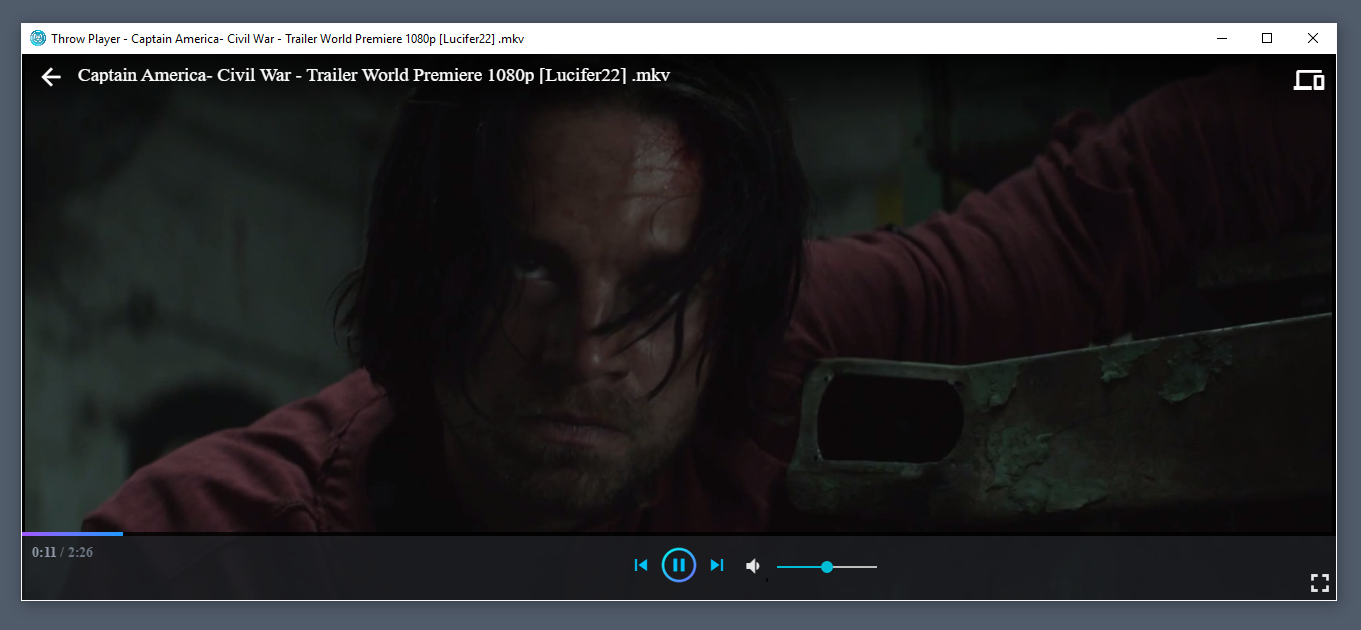 Throw Player - Captain America- Civil War - Trailer World Premiere 1080p [Lucifer22] .mkv
Captain America- Civil War - Trailer World Premiere 1080p [Lucifer22] .mkv
0:11 / 2:26